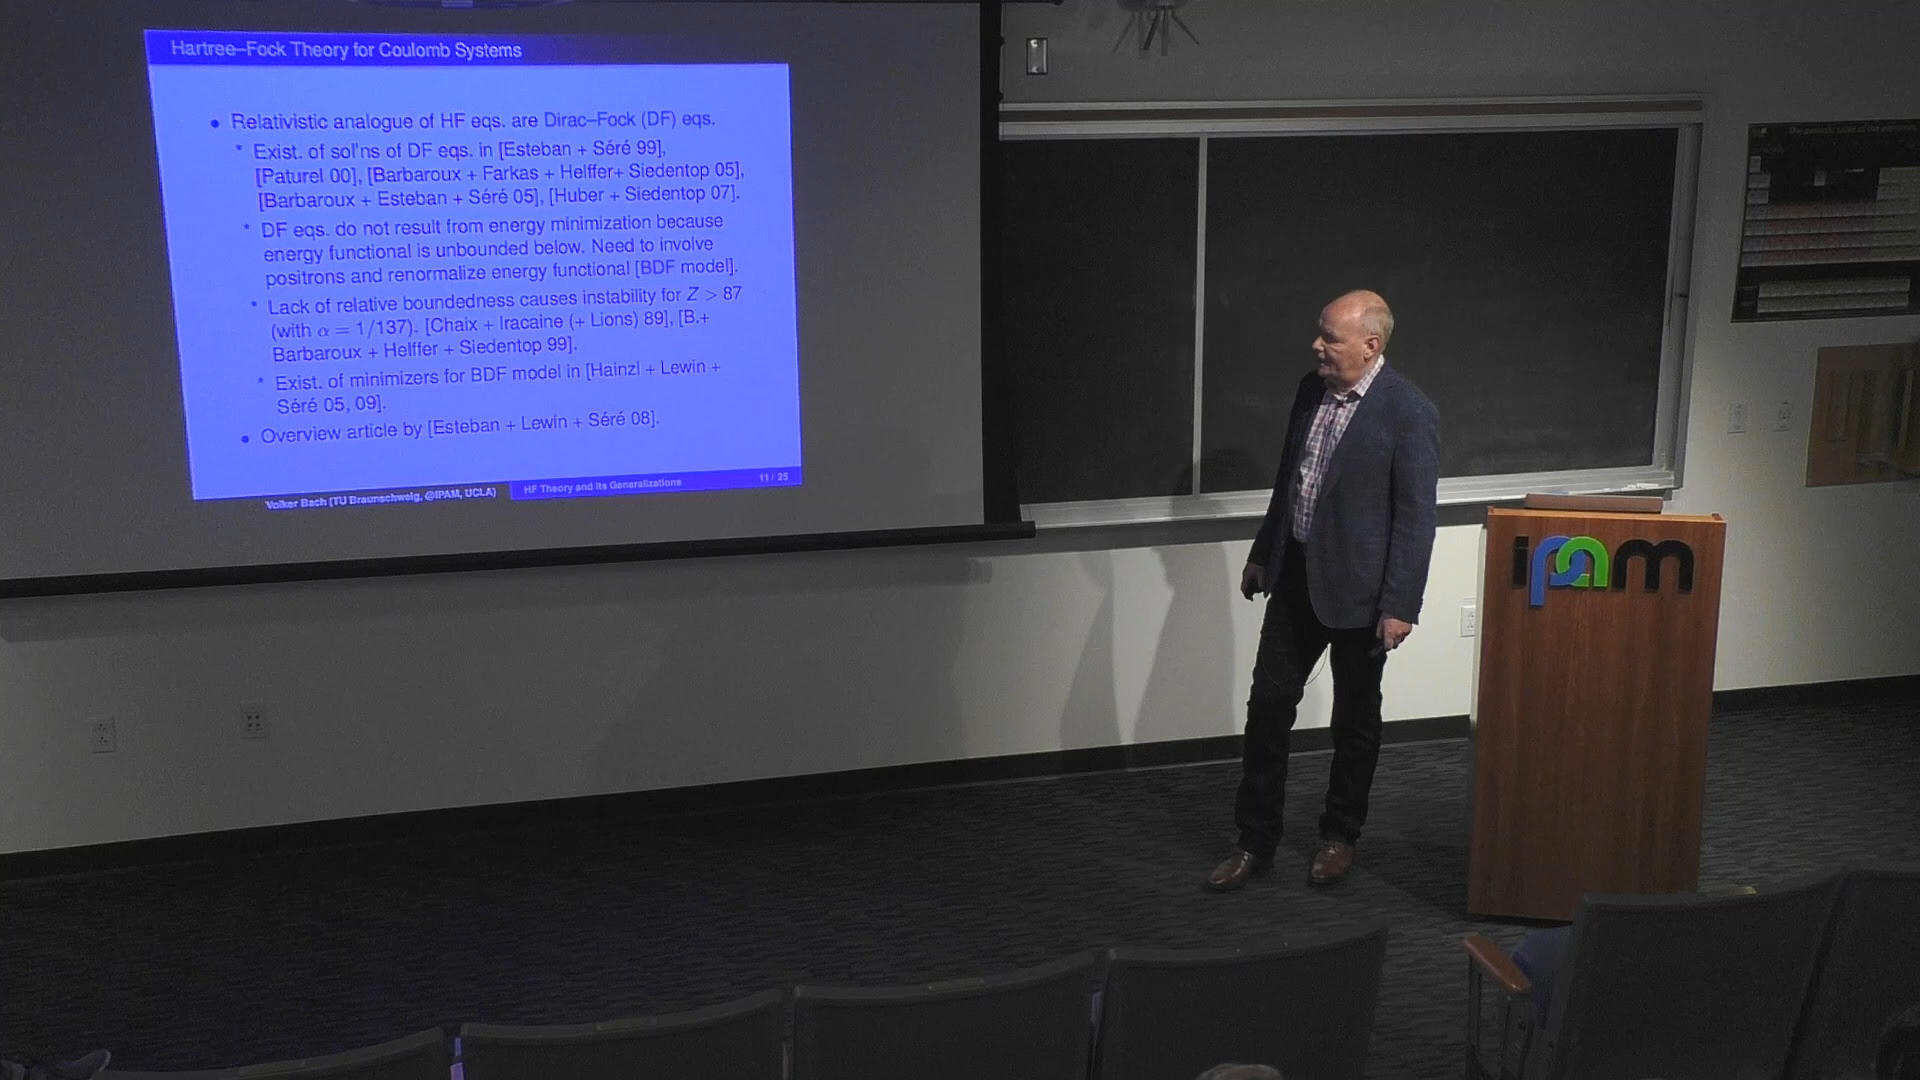 Hartree–Fock Theory for Coulomb Systems
• Relativistic analogue of HF eqs. are Dirac–Fock (DF) eqs.
* Exist. of sol'ns of DF eqs. in [Esteban + Séré 99],
[Paturel 00], [Barbaroux + Farkas + Helffer+ Siedentop 05],
[Barbaroux + Esteban + Séré 05], [Huber + Siedentop 07].
* DF eqs. do not result from energy minimization because
energy functional is unbounded below. Need to involve
positrons and renormalize energy functional [BDF model].
* Lack of relative boundedness causes instability for Z > 87
(with α = 1/137). [Chaix + Iracaine (+ Lions) 89], [B.+
Barbaroux + Helffer + Siedentop 99].
* Exist. of minimizers for BDF model in [Hainzl + Lewin +
Séré 05, 09].
• Overview article by [Esteban + Lewin + Séré 08].
Volker Bach (TU Braunschweig, @IPAM, UCLA)
HF Theory and its Generalizations
11 / 25
ipam